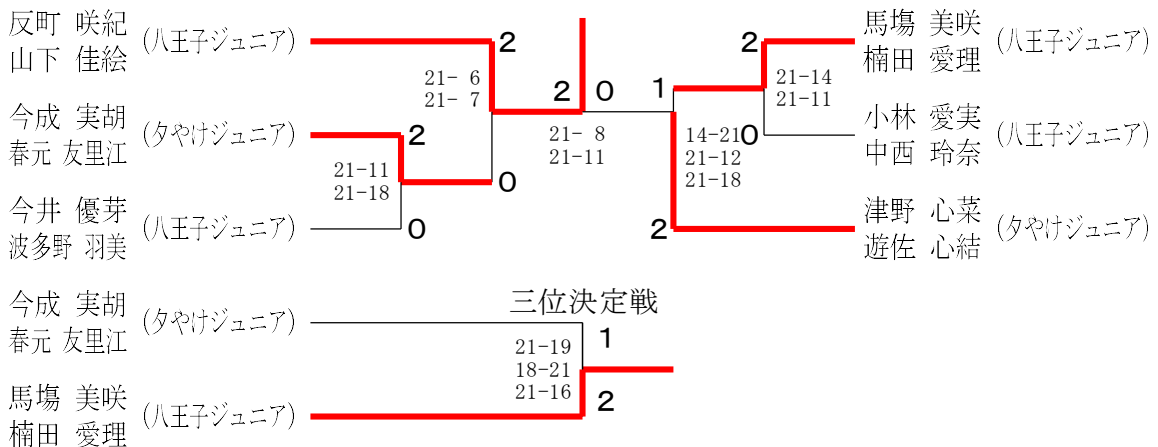 反町 咲紀
山下 佳絵
(八王子ジュニア)
2
21- 6
21- 7
今成 実胡
春元 友里江
(夕やけジュニア)
2
21-11
21-18
0
今井 優芽
波多野 羽美
(八王子ジュニア)
0
2
0
21- 8
21-11
馬塲 美咲
楠田 愛理
(八王子ジュニア)
2
1
21-14
21-11
小林 愛実
中西 玲奈
(八王子ジュニア)
0
14-21
21-12
21-18
津野 心菜
遊佐 心結
(夕やけジュニア)
2
三位決定戦
今成 実胡
春元 友里江
(夕やけジュニア)
1
21-19
18-21
21-16
馬塲 美咲
楠田 愛理
(八王子ジュニア)
2